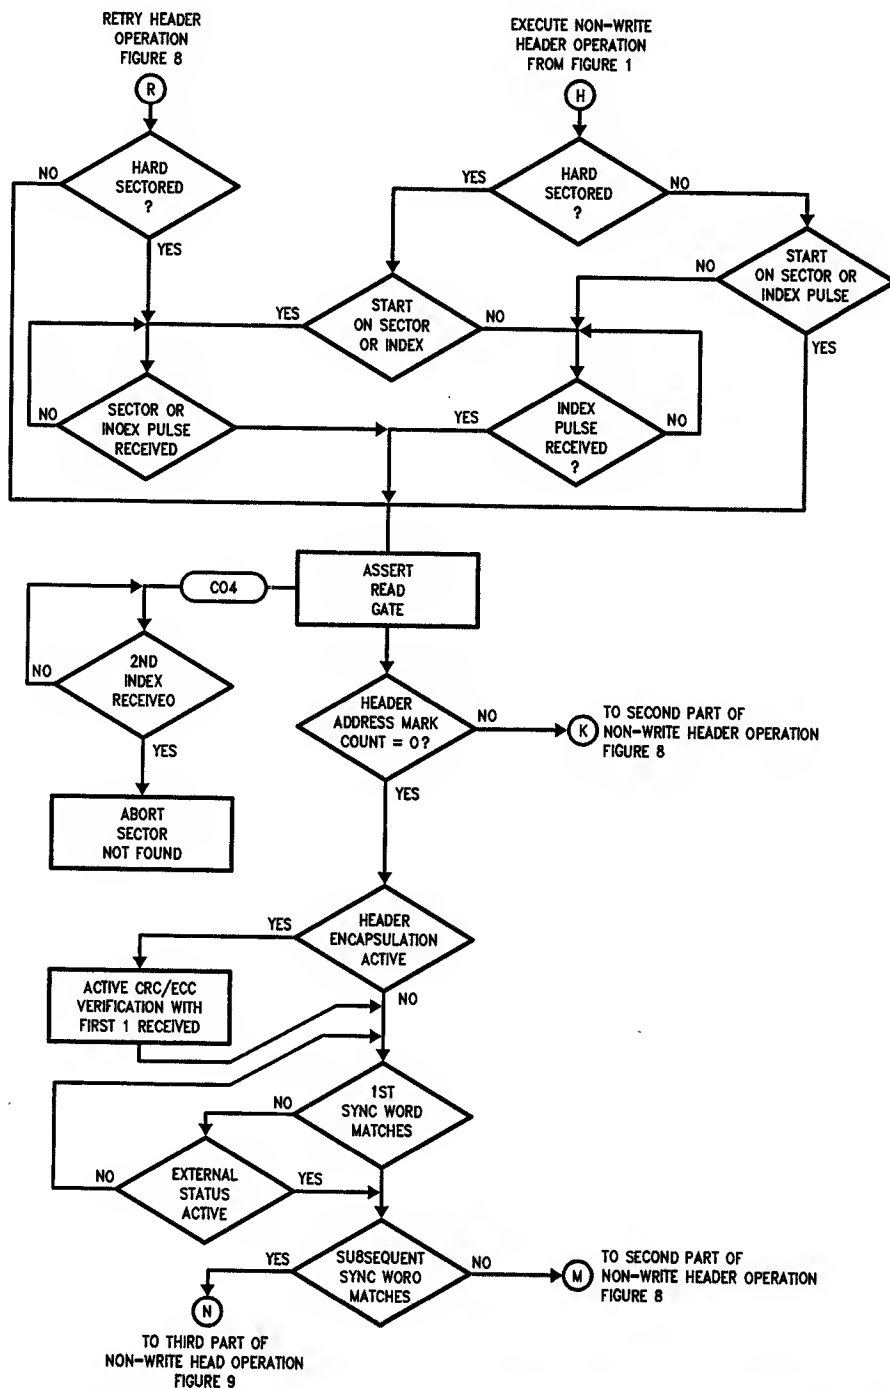 RETRY HEADER
OPERATION
FIGURE 8
R
EXECUTE NON-WRITE
HEADER OPERATION
FROM FIGURE 1
H
NO
HARD
SECTORED
?
YES
YES
HARD
SECTORED
?
NO
NO
START
ON SECTOR OR
INDEX PULSE
YES
YES
START
ON SECTOR
OR INDEX
NO
NO
SECTOR OR
INOEX PULSE
RECEIVED
YES
INDEX
PULSE
RECEIVED
?
NO
ASSERT
READ
GATE
CO4
NO
2ND
INDEX
RECEIVEO
YES
ABORT
SECTOR
NOT FOUND
HEADER
ADDRESS MARK
COUNT = 0?
NO
K
TO SECOND PART OF
NON-WRITE HEADER OPERATION
FIGURE 8
YES
YES
HEADER
ENCAPSULATION
ACTIVE
NO
ACTIVE CRC/ECC
VERIFICATION WITH
FIRST 1 RECEIVED
NO
1ST
SYNC WORD
MATCHES
NO
EXTERNAL
STATUS
ACTIVE
YES
YES
SU8SEQUENT
SYNC WORO
MATCHES
NO
M
TO SECOND PART OF
NON-WRITE HEADER OPERATION
FIGURE 8
N
TO THIRD PART OF
NON-WRITE HEAD OPERATION
FIGURE 9